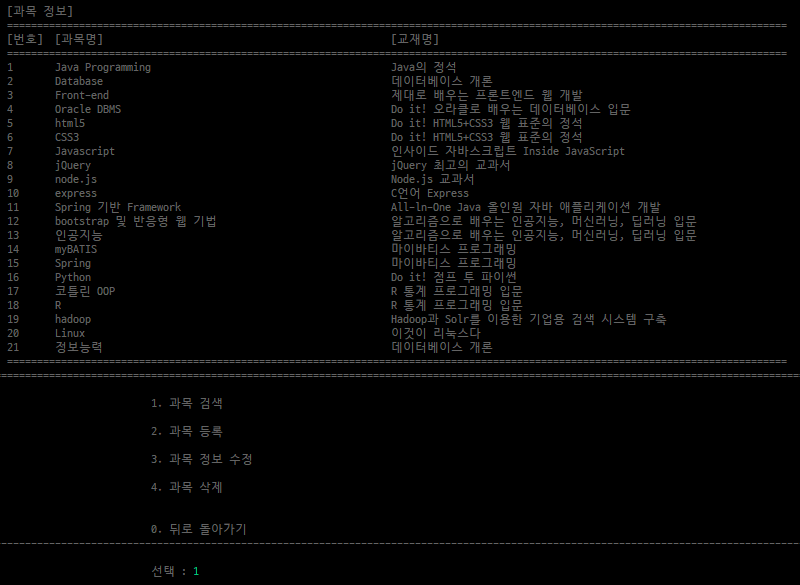 [과목 정보]
[번호] [과목명] [교재명]
1 Java Programming Java의 정석
2 Database 데이터베이스 개론
3 Front-end 제대로 배우는 프론트엔드 웹 개발
4 Oracle DBMS Do it! 오라클로 배우는 데이터베이스 입문
5 html5 Do it! HTML5+CSS3 웹 표준의 정석
6 CSS3 Do it! HTML5+CSS3 웹 표준의 정석
7 Javascript 인사이드 자바스크립트 Inside JavaScript
8 jQuery jQuery 최고의 교과서
9 node.js Node.js 교과서
10 express C언어 Express
11 Spring 기반 Framework All-ln-One Java 올인원 자바 애플리케이션 개발
12 bootstrap 및 반응형 웹 기법 알고리즘으로 배우는 인공지능, 머신러닝, 딥러닝 입문
13 인공지능 알고리즘으로 배우는 인공지능, 머신러닝, 딥러닝 입문
14 myBATIS 마이바티스 프로그래밍
15 Spring 마이바티스 프로그래밍
16 Python Do it! 점프 투 파이썬
17 코틀린 OOP R 통계 프로그래밍 입문
18 R R 통계 프로그래밍 입문
19 hadoop Hadoop과 Solr를 이용한 기업용 검색 시스템 구축
20 Linux 이것이 리눅스다
21 정보능력 데이터베이스 개론
1. 과목 검색
2. 과목 등록
3. 과목 정보 수정
4. 과목 삭제
0. 뒤로 돌아가기
선택 : 1